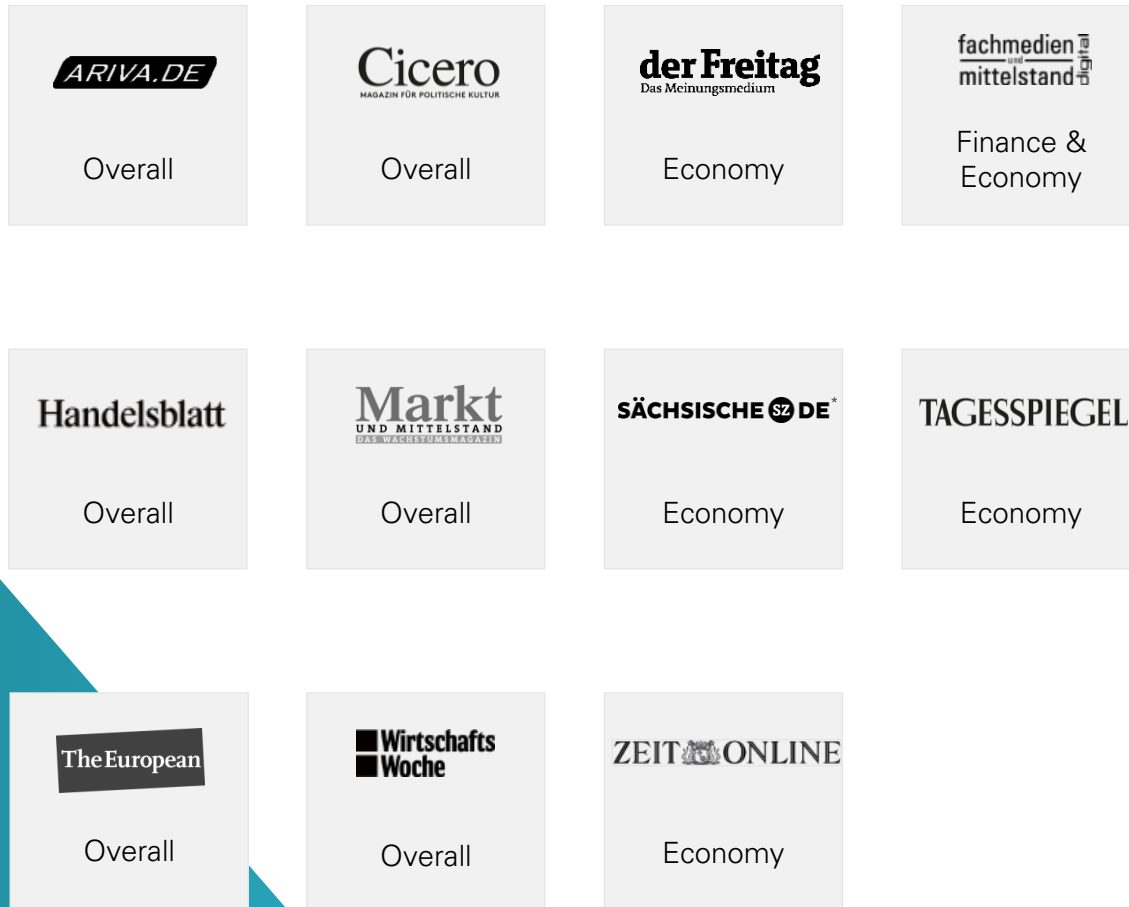 ARIVA.DE
Overall
Cicero
MAGAZIN FÜR POLITISCHE KULTUR
Overall
der Freitag
Das Meinungsmedium
Economy
fachmedien
und
mittelstand
digital
Finance &
Economy
Handelsblatt
Overall
Markt
UND MITTELSTAND
DAS WACHSTUMSMAGAZIN
Overall
SÄCHSISCHE SZ DE*
Economy
TAGESSPIEGEL
Economy
The European
Overall
Wirtschafts
Woche
Overall
ZEIT ONLINE
Economy